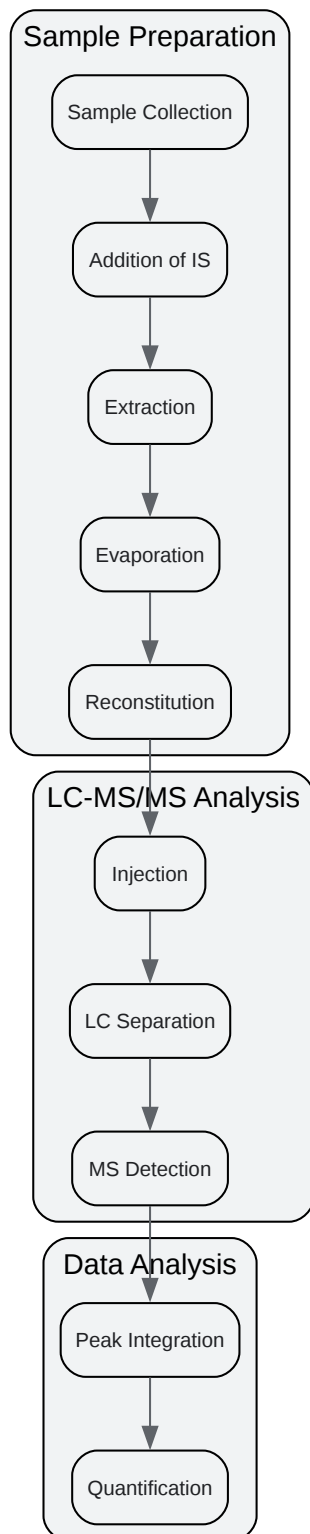 Sample Preparation
Sample Collection
Addition of IS
Extraction
Evaporation
Reconstitution
LC-MS/MS Analysis
Injection
LC Separation
MS Detection
Data Analysis
Peak Integration
Quantification